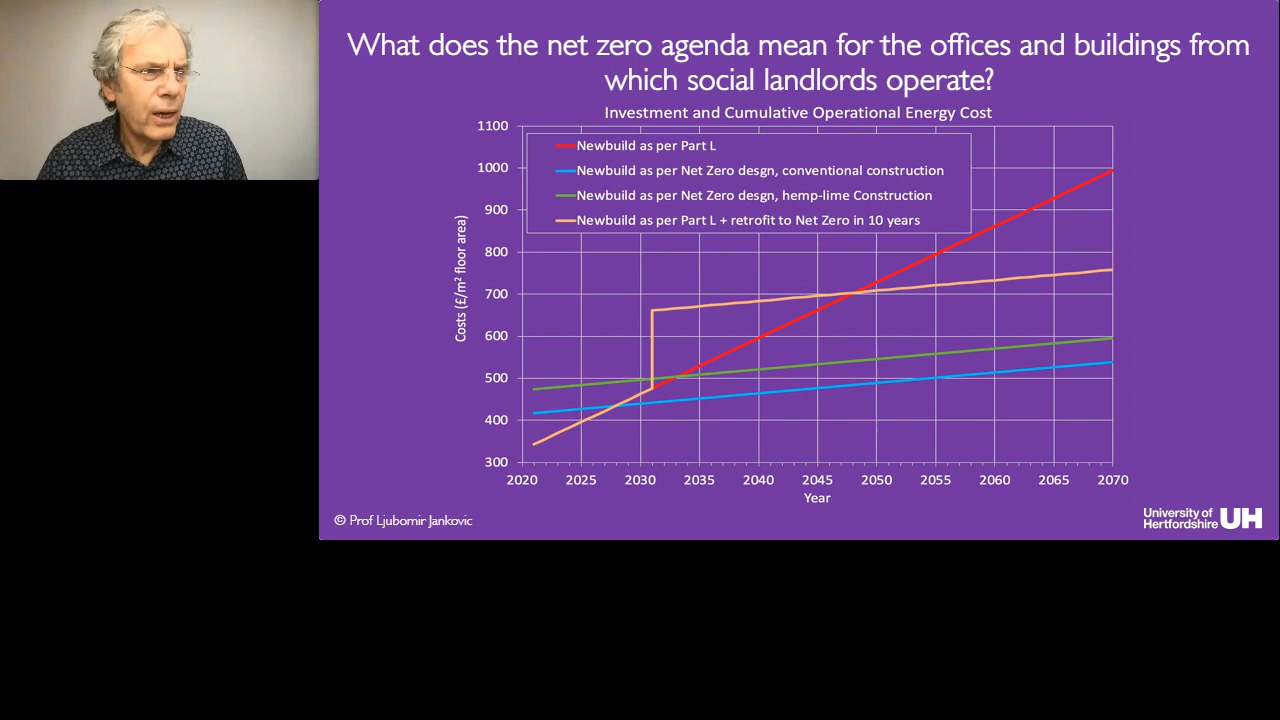 What does the net zero agenda mean for the offices and buildings from
which social landlords operate?
Investment and Cumulative Operational Energy Cost
1100
1000
900
800
700
600
500
400
300
Costs (£/m² floor area)
Newbuild as per Part L
Newbuild as per Net Zero desgn, conventional construction
Newbuild as per Net Zero desgn, hemp-lime Construction
Newbuild as per Part L + retrofit to Net Zero in 10 years
2020 2025 2030 2035 2040 2045 2050 2055 2060 2065 2070
Year
© Prof Ljubomir Jankovic
University of
Hertfordshire UH